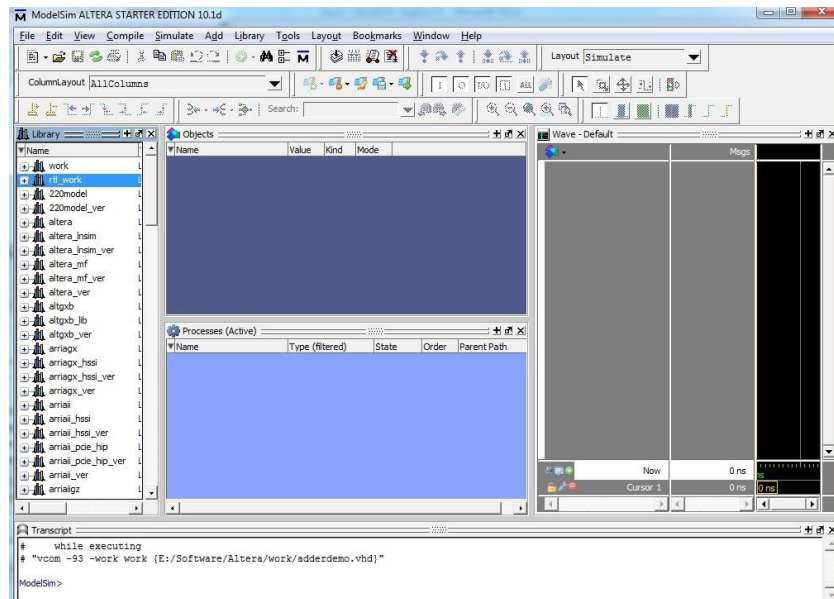 ModelSim ALTERA STARTER EDITION 10.1d
File Edit View Compile Simulate Add Library Tools Layout Bookmarks Window Help
Layout Simulate
ColumnLayout AllColumns
Search:
Library
Name
work
rtl_work
220model
220model_ver
altera
altera_lnsim
altera_lnsim_ver
altera_mf
altera_mf_ver
altera_ver
altgxb
altgxb_lib
altgxb_ver
arriagx
arriagx_hssi
arriagx_hssi_ver
arriagx_ver
arriaii
arriaii_hssi
arriaii_hssi_ver
arriaii_pcie_hip
arriaii_pcie_hip_ver
arriaii_ver
arriaiigz
Objects
Name Value Kind Mode
Processes (Active)
Name Type (filtered) State Order Parent Path
Wave - Default
Msgs
Now 0 ns
Cursor 1 0 ns 0 ns
Transcript
# while executing
# "vcom -93 -work work {E:/Software/Altera/work/adderdemo.vhd}"
ModelSim>